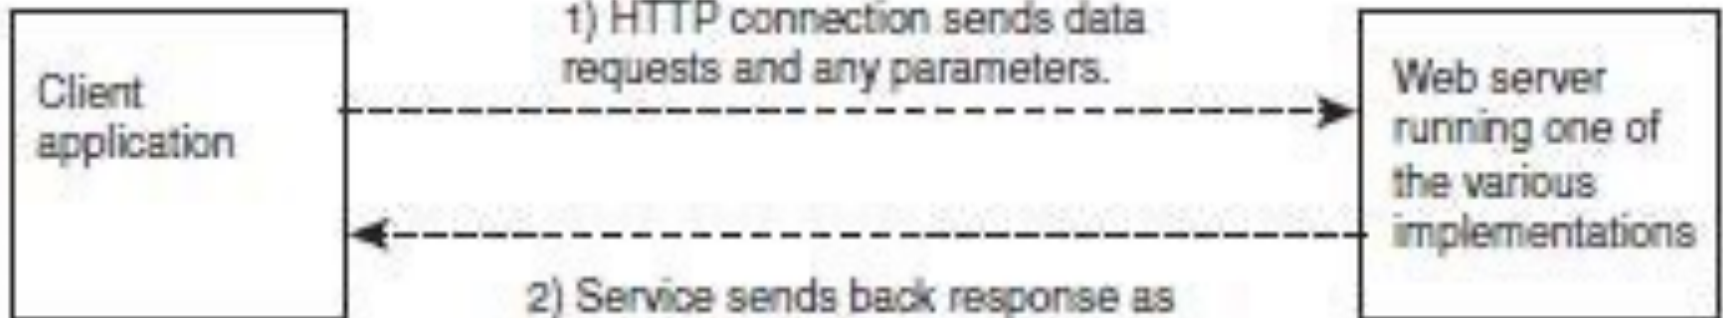 Client
application
1) HTTP connection sends data
requests and any parameters.
Web server
running one of
the various
implementations
2) Service sends back response as